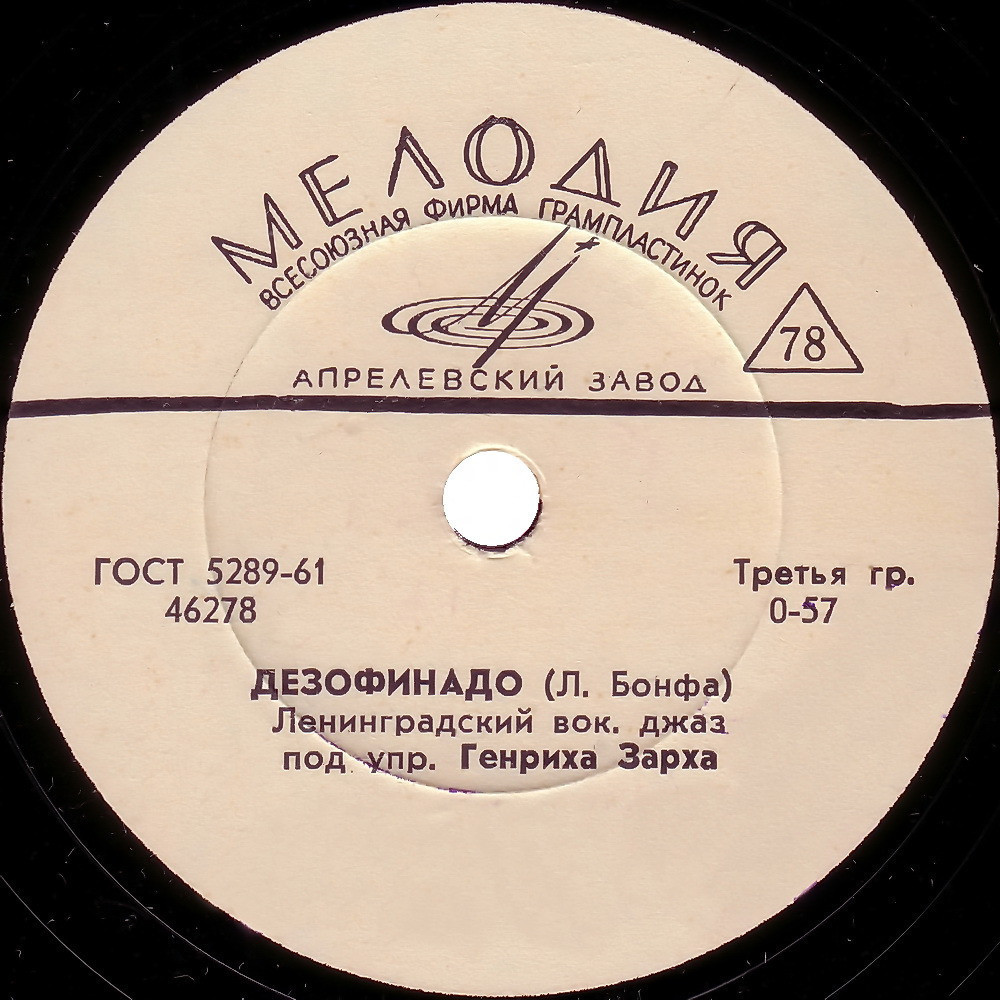 МЕЛОДИЯ
ВСЕСОЮЗНАЯ ФИРМА ГРАМПЛАСТИНОК
78
АПРЕЛЕВСКИЙ ЗАВОД
ГОСТ 5289-61
46278
Третья гр.
0-57
ДЕЗОФИНАДО (Л. Бонфа)
Ленинградский вок. джаз
под упр. Генриха Зарха